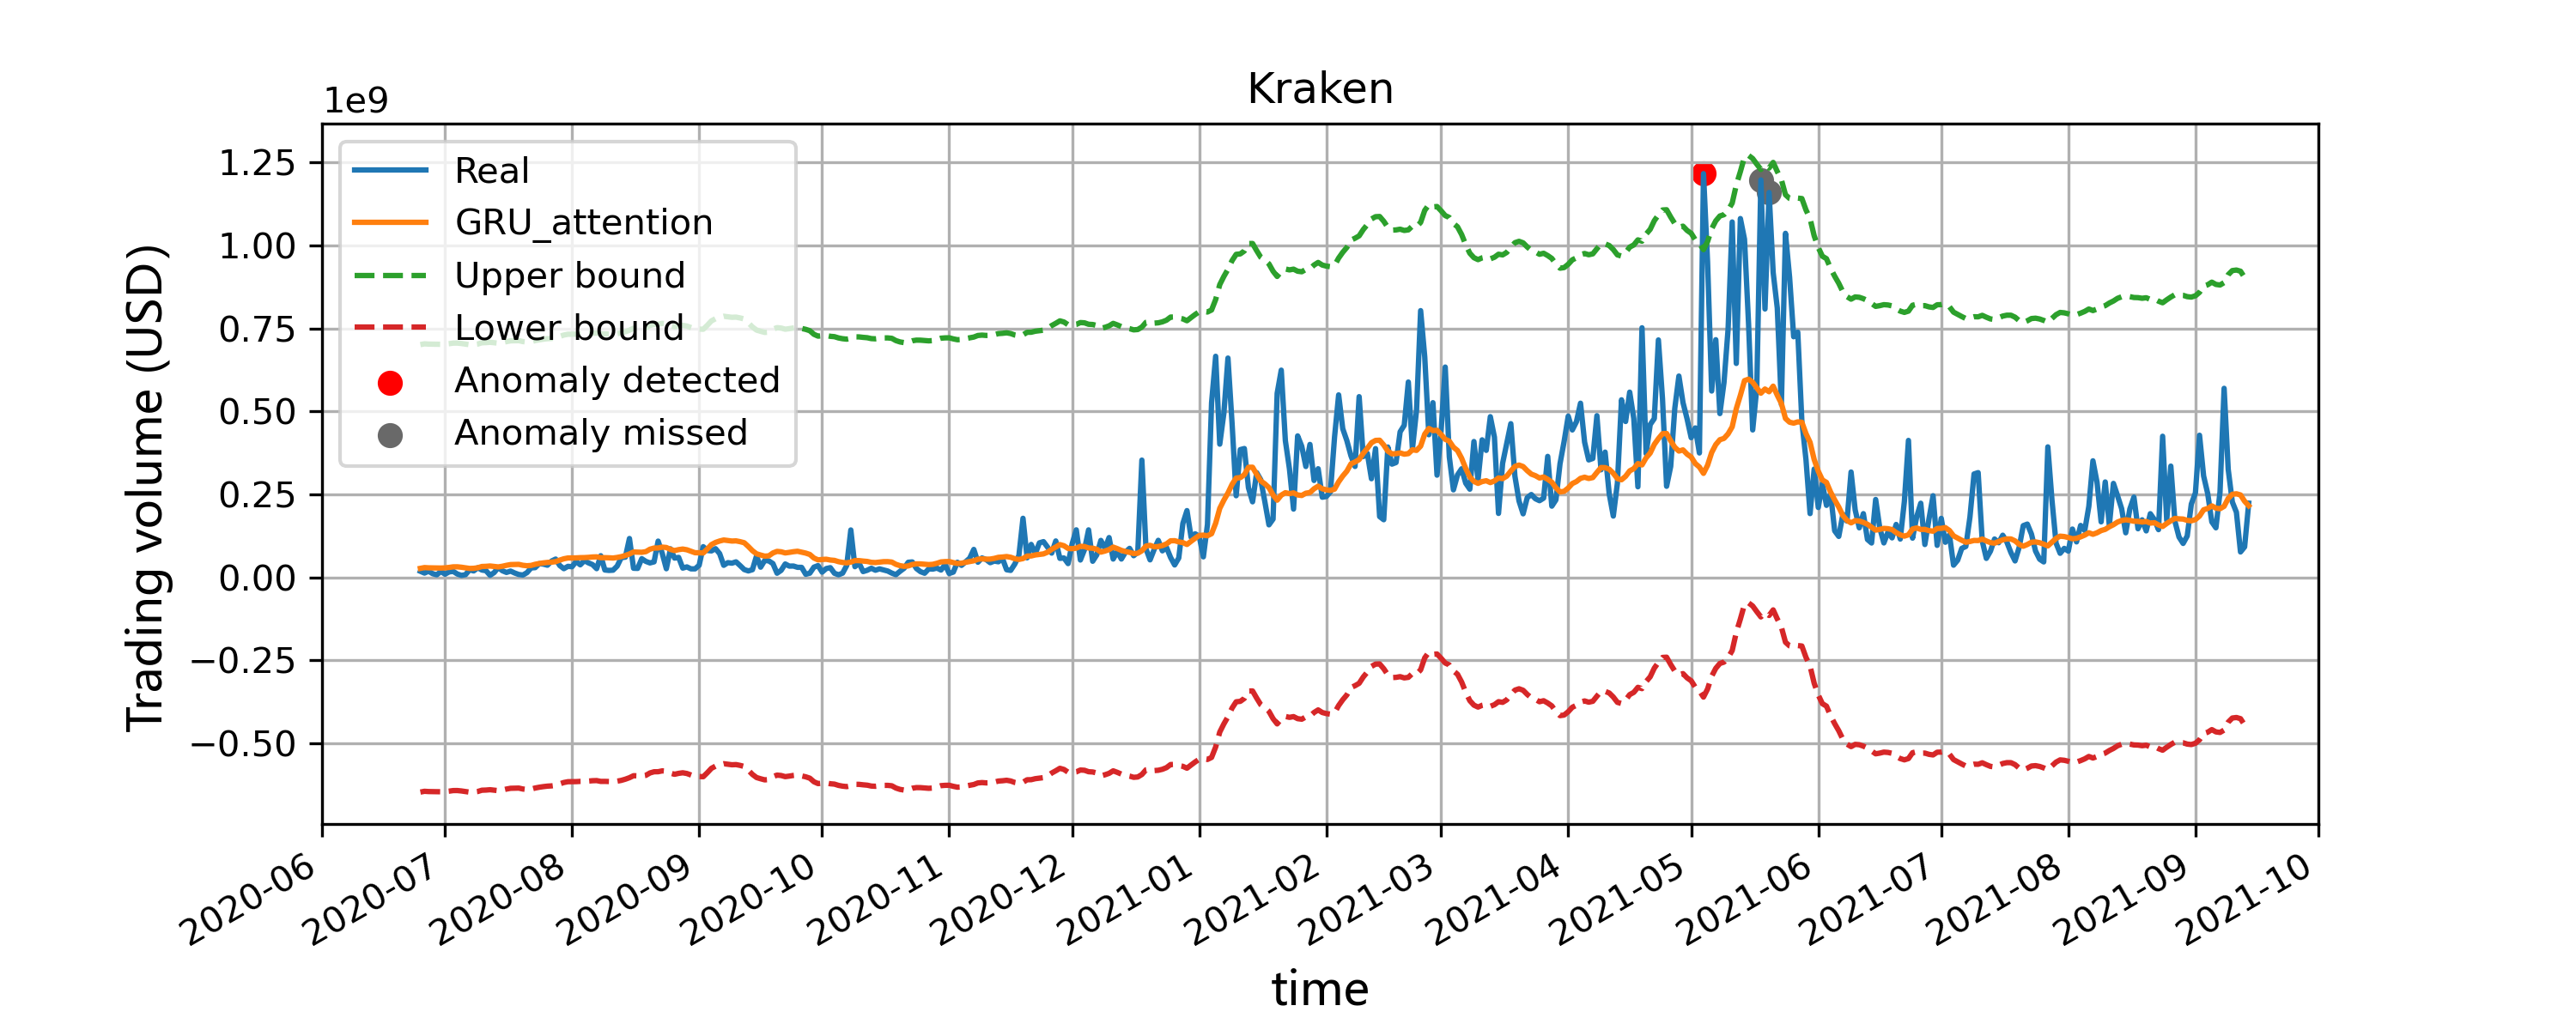 Kraken
1e9
1.25
1.00
0.75
0.50
0.25
0.00
−0.25
−0.50
Trading volume (USD)
Real
GRU_attention
Upper bound
Lower bound
Anomaly detected
Anomaly missed
2020-06
2020-07
2020-08
2020-09
2020-10
2020-11
2020-12
2021-01
2021-02
2021-03
2021-04
2021-05
2021-06
2021-07
2021-08
2021-09
2021-10
time